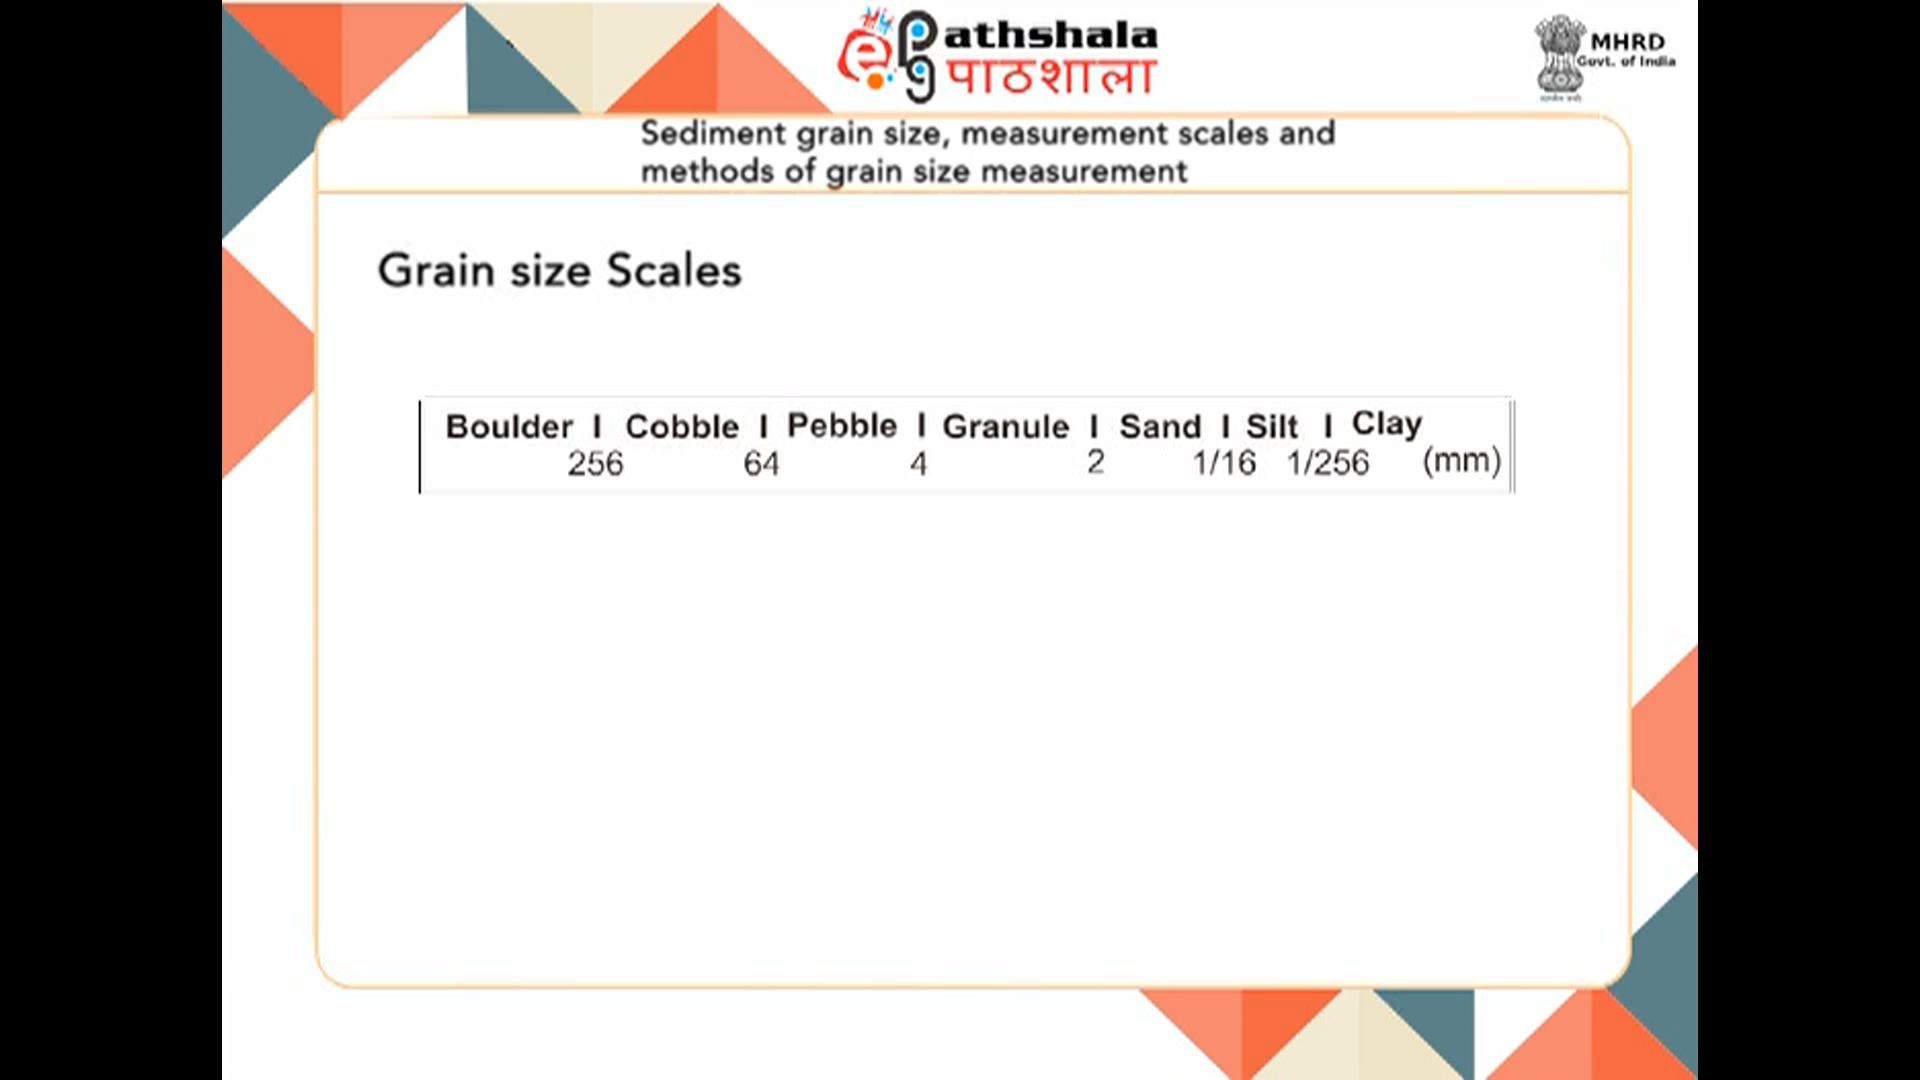 ePathshala
पाठशाला
MHRD
Govt. of India
Sediment grain size, measurement scales and
methods of grain size measurement
Grain size Scales
Boulder I Cobble I Pebble I Granule I Sand I Silt I Clay
256 64 4 2 1/16 1/256 (mm)